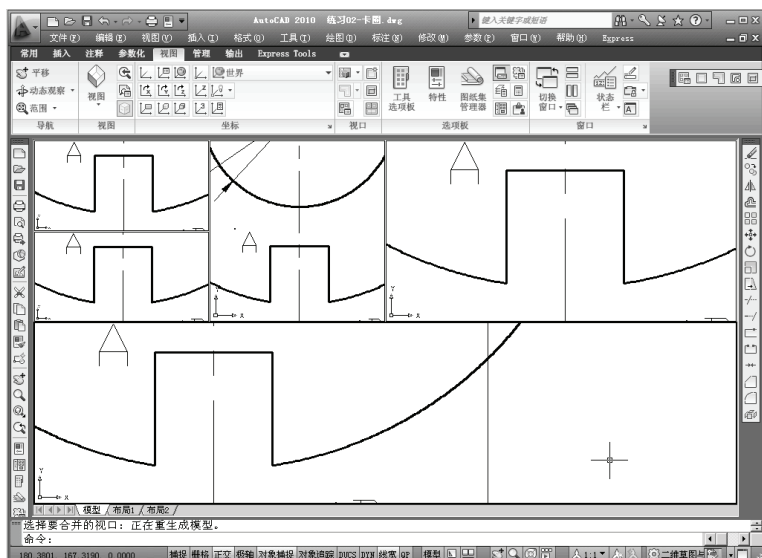 AutoCAD 2010 练习02-卡圈.dwg 键入关键字或短语
文件(F) 编辑(E) 视图(V) 插入(I) 格式(O) 工具(T) 绘图(D) 标注(N) 修改(M) 参数(P) 窗口(W) 帮助(H) Express
常用 插入 注释 参数化 视图 管理 输出 Express Tools
平移 世界
动态观察 视图 工具选项板 特性 图纸集管理器 切换窗口 状态栏
范围
导航 视图 坐标 视口 选项板 窗口
A
A
A
A
A
Y
X
模型 布局1 布局2
选择要合并的视口: 正在重生成模型。
命令:
180.3801, 167.3190, 0.0000 捕捉 栅格 正交 极轴 对象捕捉 对象追踪 DUCS DYN 线宽 QP 模型 1:1 二维草图与